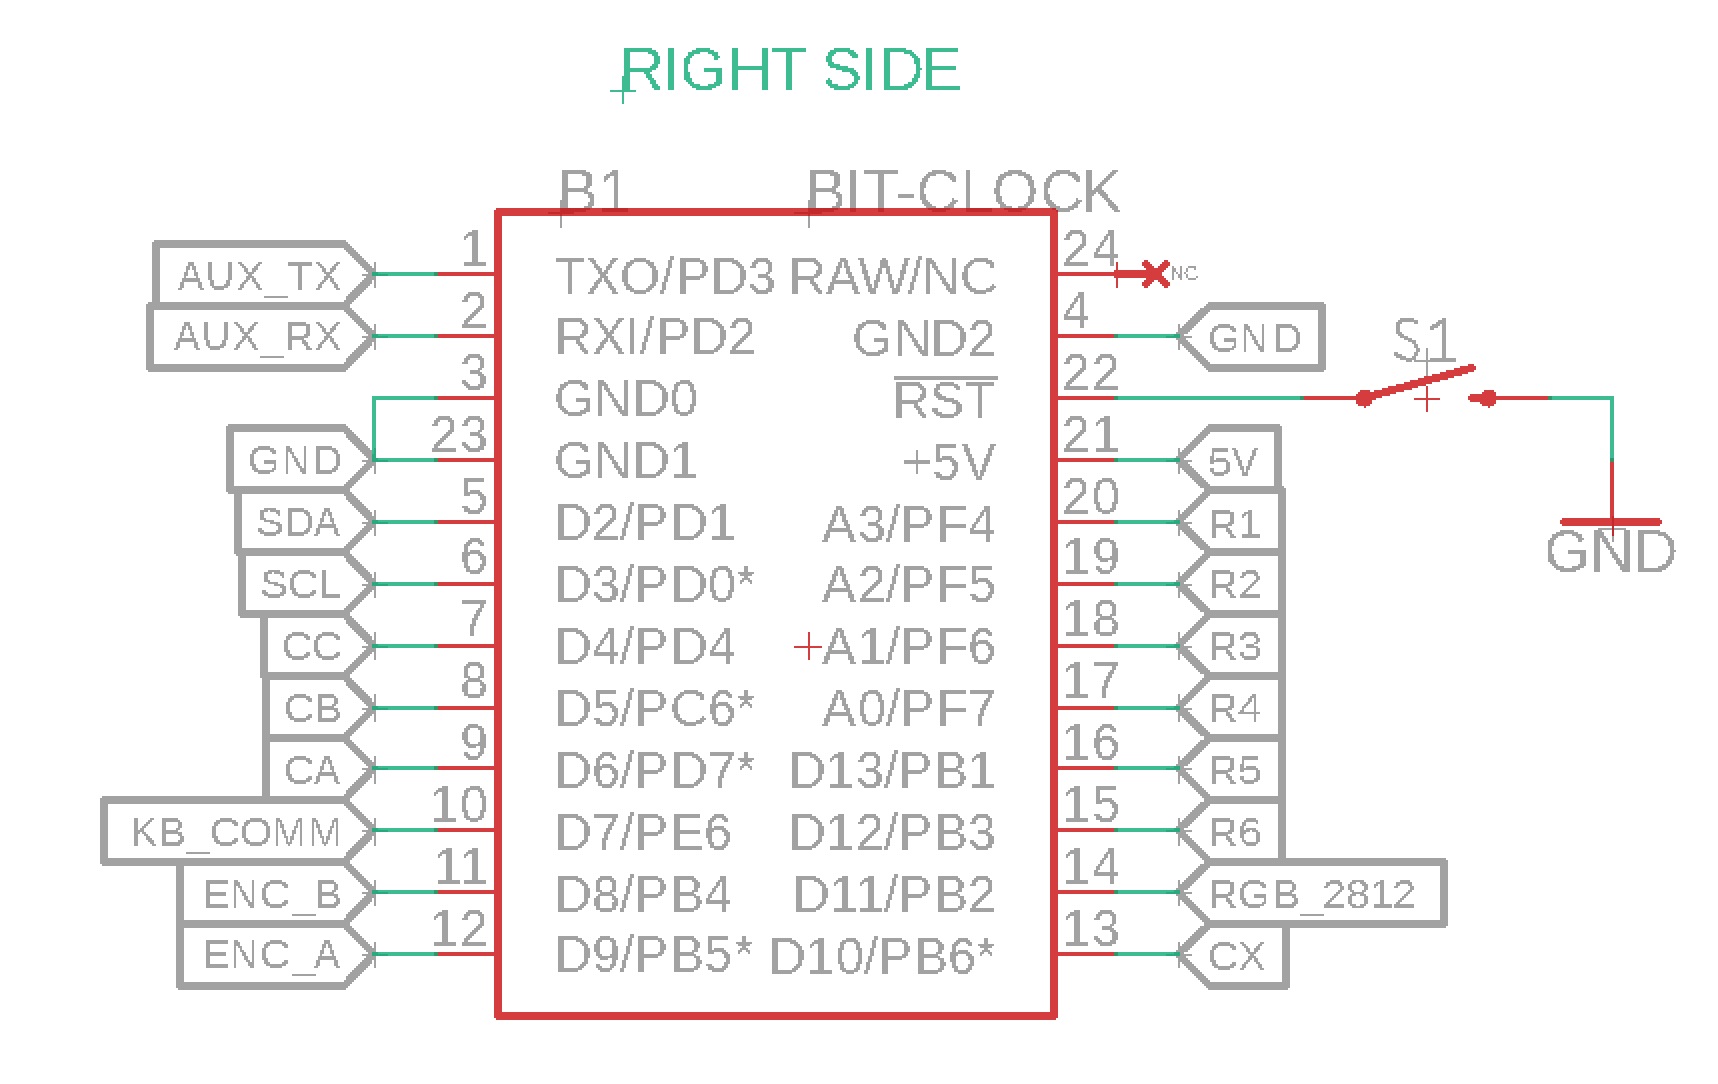 RIGHT SIDE
B1 BIT-CLOCK
AUX_TX 1 TXO/PD3 RAW/NC 24 NC
AUX_RX 2 RXI/PD2 GND2 4 GND S1
3 GND0 RST 22
GND 23 GND1 +5V 21 5V
SDA 5 D2/PD1 A3/PF4 20 R1 GND
SCL 6 D3/PD0* A2/PF5 19 R2
CC 7 D4/PD4 A1/PF6 18 R3
CB 8 D5/PC6* A0/PF7 17 R4
CA 9 D6/PD7* D13/PB1 16 R5
KB_COMM 10 D7/PE6 D12/PB3 15 R6
ENC_B 11 D8/PB4 D11/PB2 14 RGB_2812
ENC_A 12 D9/PB5* D10/PB6* 13 CX